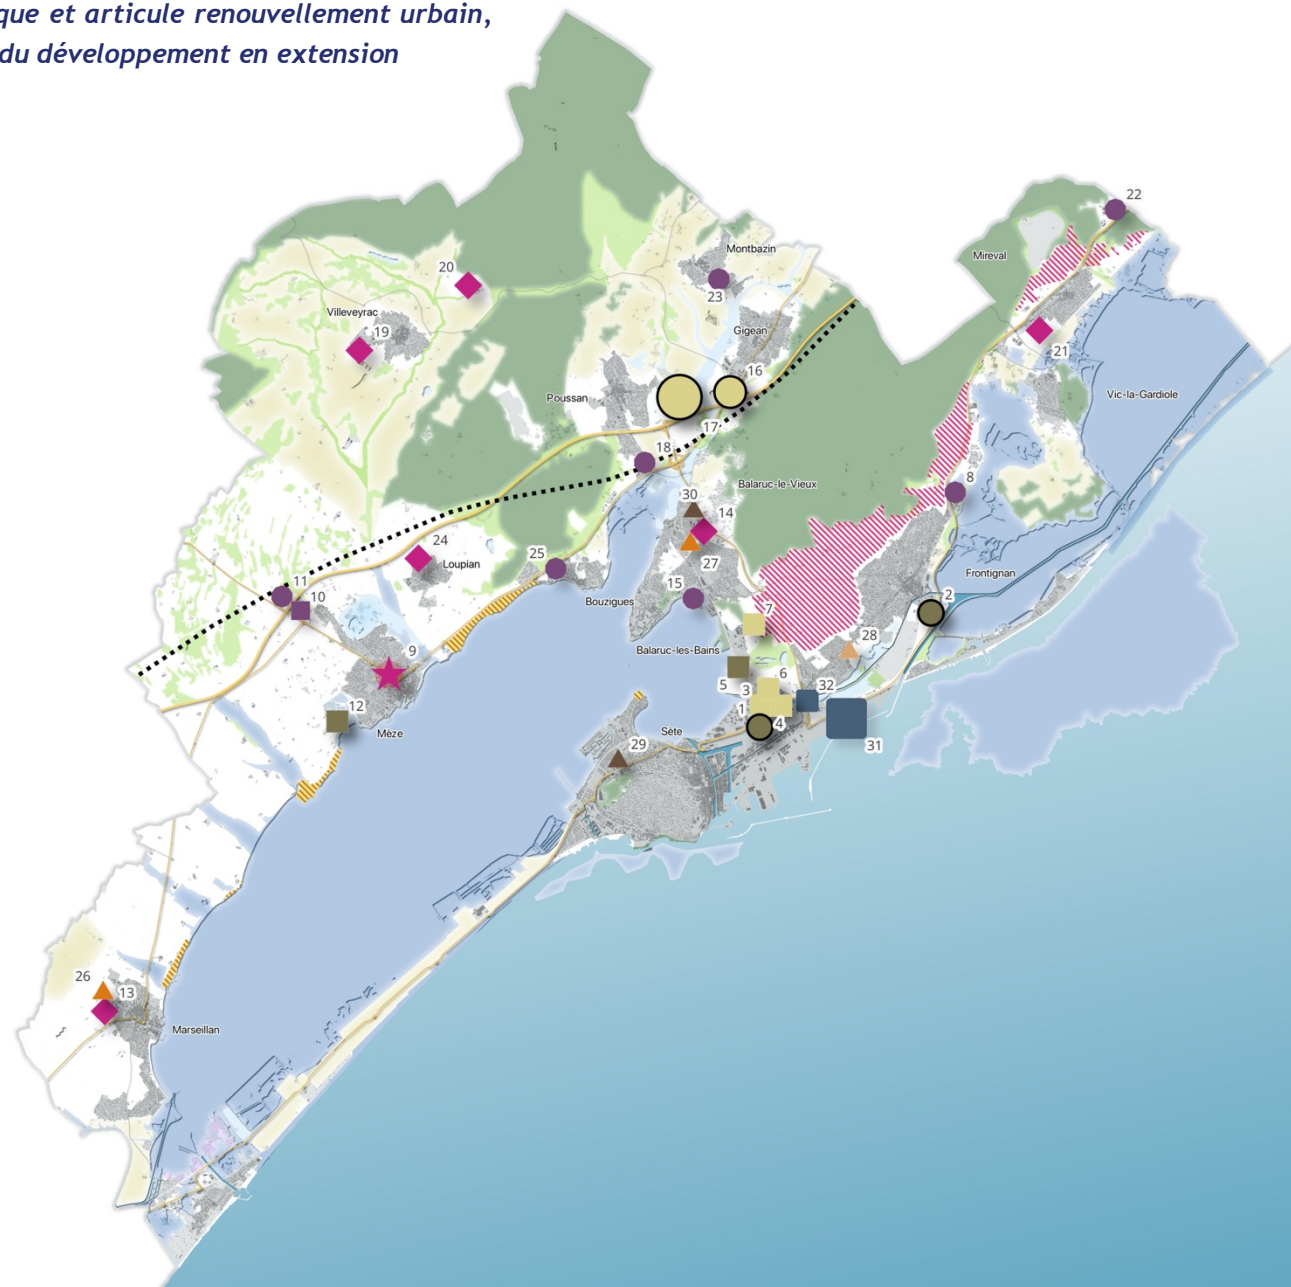 que et articule renouvellement urbain,
du développement en extension
22
Montbazin
Mireval
20
23
Villeveyrac
19
Gigean
21
16
Vic-la-Gardiole
Poussan
17
18
8
Balaruc-le-Vieux
30
14
24
25
Loupian
27
Frontignan
11
15
10
Bouzigues
2
7
28
Balaruc-les-Bains
9
6
5
3
32
12
1
4
Mèze
Sète
29
31
26
13
Marseillan